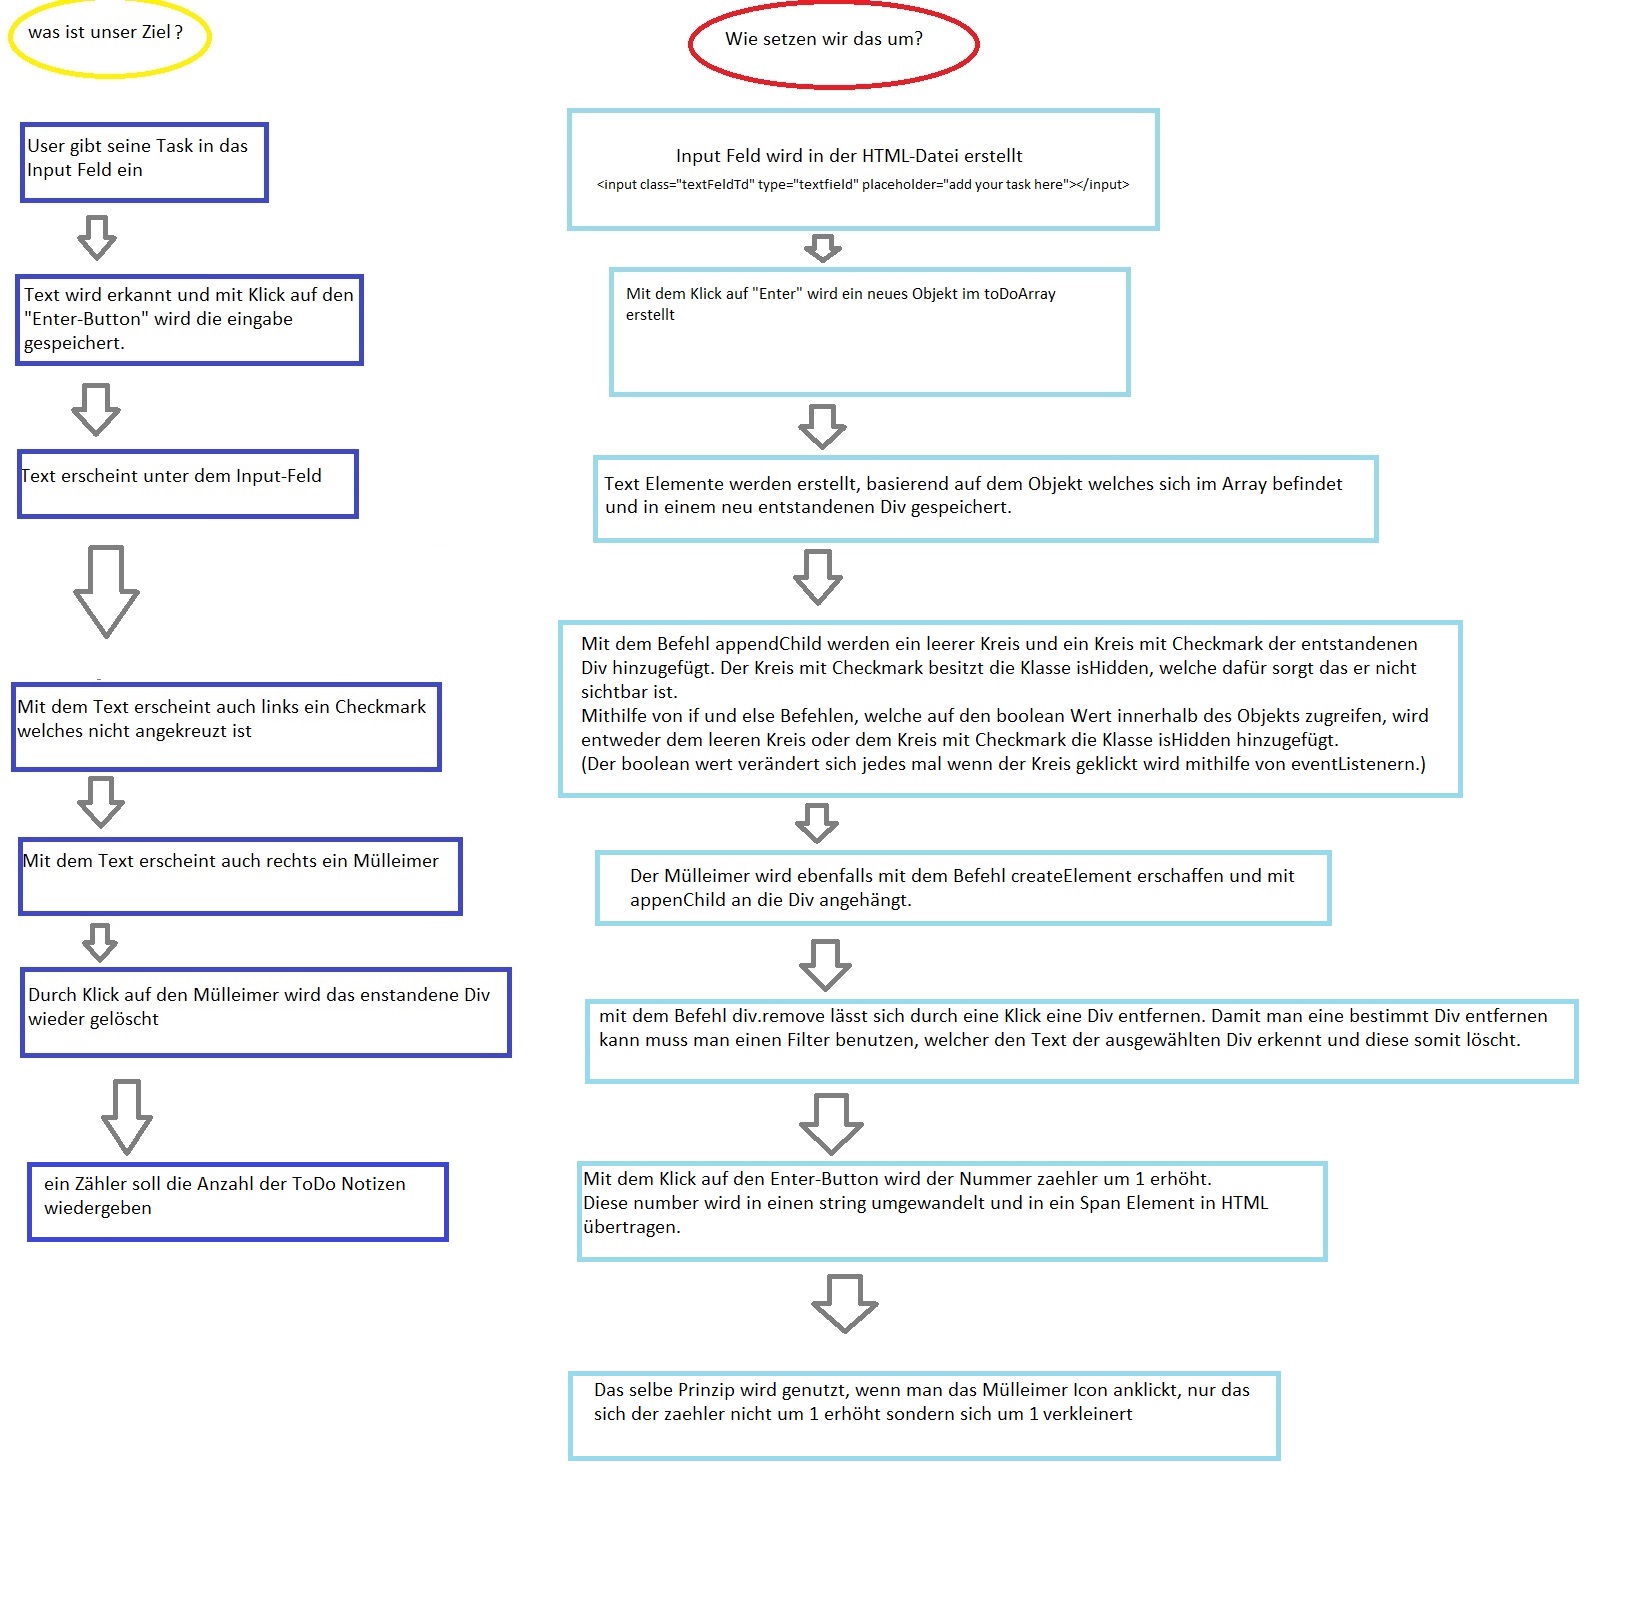 was ist unser Ziel ?
User gibt seine Task in das
Input Feld ein
Text wird erkannt und mit Klick auf den
"Enter-Button" wird die eingabe
gespeichert.
Text erscheint unter dem Input-Feld
Mit dem Text erscheint auch links ein Checkmark
welches nicht angekreuzt ist
Mit dem Text erscheint auch rechts ein Mülleimer
Durch Klick auf den Mülleimer wird das enstandene Div
wieder gelöscht
ein Zähler soll die Anzahl der ToDo Notizen
wiedergeben
Wie setzen wir das um?
Input Feld wird in der HTML-Datei erstellt
<input class="textFeldTd" type="textfield" placeholder="add your task here"></input>
Mit dem Klick auf "Enter" wird ein neues Objekt im toDoArray
erstellt
Text Elemente werden erstellt, basierend auf dem Objekt welches sich im Array befindet
und in einem neu entstandenen Div gespeichert.
Mit dem Befehl appendChild werden ein leerer Kreis und ein Kreis mit Checkmark der entstandenen
Div hinzugefügt. Der Kreis mit Checkmark besitzt die Klasse isHidden, welche dafür sorgt das er nicht
sichtbar ist.
Mithilfe von if und else Befehlen, welche auf den boolean Wert innerhalb des Objekts zugreifen, wird
entweder dem leeren Kreis oder dem Kreis mit Checkmark die Klasse isHidden hinzugefügt.
(Der boolean wert verändert sich jedes mal wenn der Kreis geklickt wird mithilfe von eventListenern.)
Der Mülleimer wird ebenfalls mit dem Befehl createElement erschaffen und mit
appenChild an die Div angehängt.
mit dem Befehl div.remove lässt sich durch eine Klick eine Div entfernen. Damit man eine bestimmt Div entfernen
kann muss man einen Filter benutzen, welcher den Text der ausgewählten Div erkennt und diese somit löscht.
Mit dem Klick auf den Enter-Button wird der Nummer zaehler um 1 erhöht.
Diese number wird in einen string umgewandelt und in ein Span Element in HTML
übertragen.
Das selbe Prinzip wird genutzt, wenn man das Mülleimer Icon anklickt, nur das
sich der zaehler nicht um 1 erhöht sondern sich um 1 verkleinert